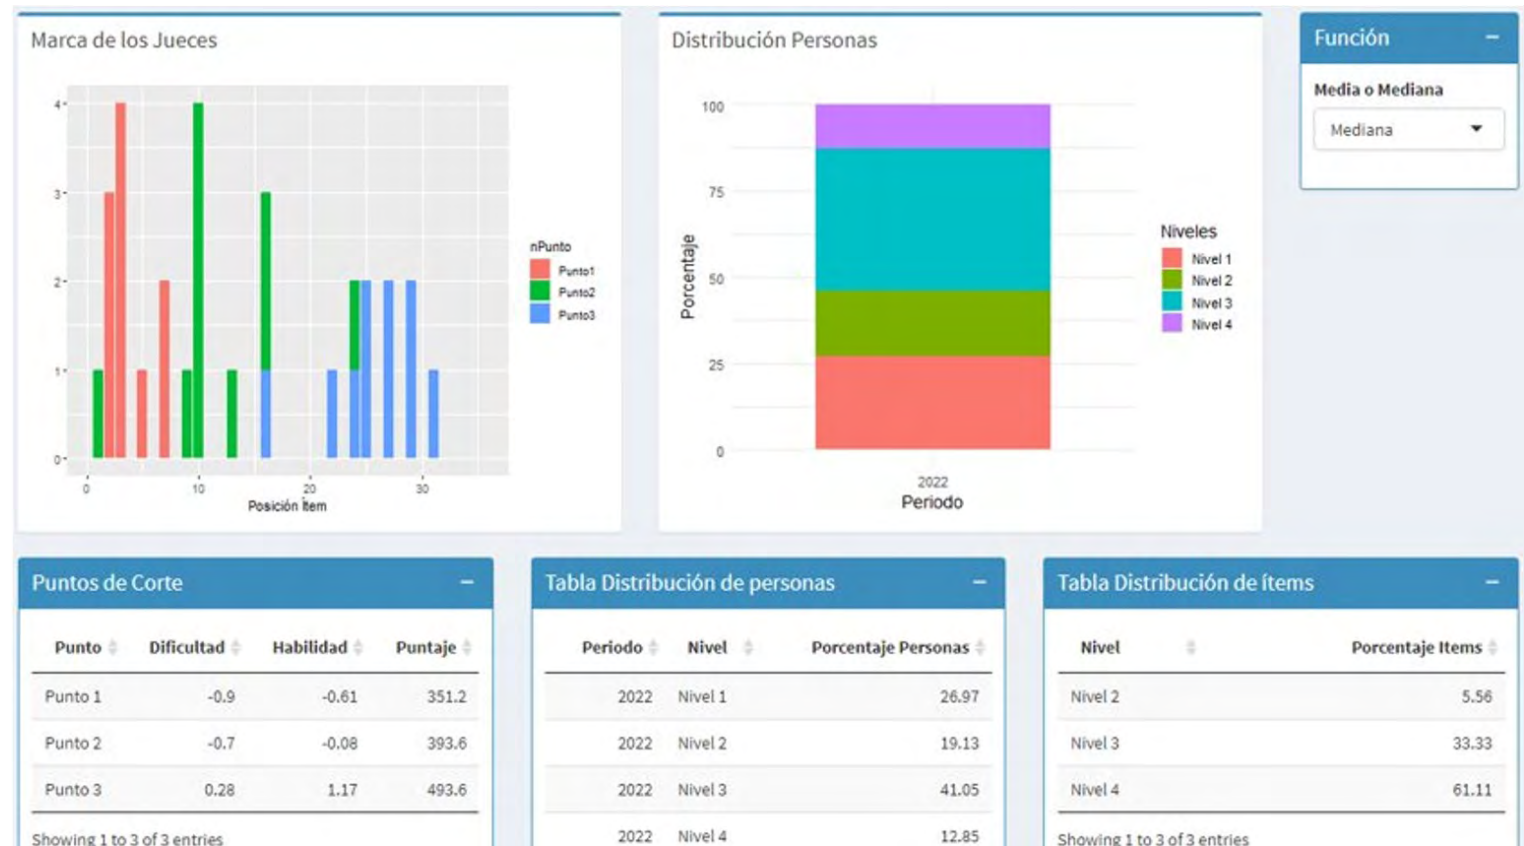 Marca de los Jueces
4
3
2
1
0
0 10 20 30
Posición Ítem
nPunto
Punto1
Punto2
Punto3
Distribución Personas
100
75
50
25
0
Porcentaje
2022
Periodo
Niveles
Nivel 1
Nivel 2
Nivel 3
Nivel 4
Función −
Media o Mediana
Mediana
Puntos de Corte −
Punto Dificultad Habilidad Puntaje
Punto 1 -0.9 -0.61 351.2
Punto 2 -0.7 -0.08 393.6
Punto 3 0.28 1.17 493.6
Showing 1 to 3 of 3 entries
Tabla Distribución de personas −
Periodo Nivel Porcentaje Personas
2022 Nivel 1 26.97
2022 Nivel 2 19.13
2022 Nivel 3 41.05
2022 Nivel 4 12.85
Tabla Distribución de ítems −
Nivel Porcentaje Items
Nivel 2 5.56
Nivel 3 33.33
Nivel 4 61.11
Showing 1 to 3 of 3 entries